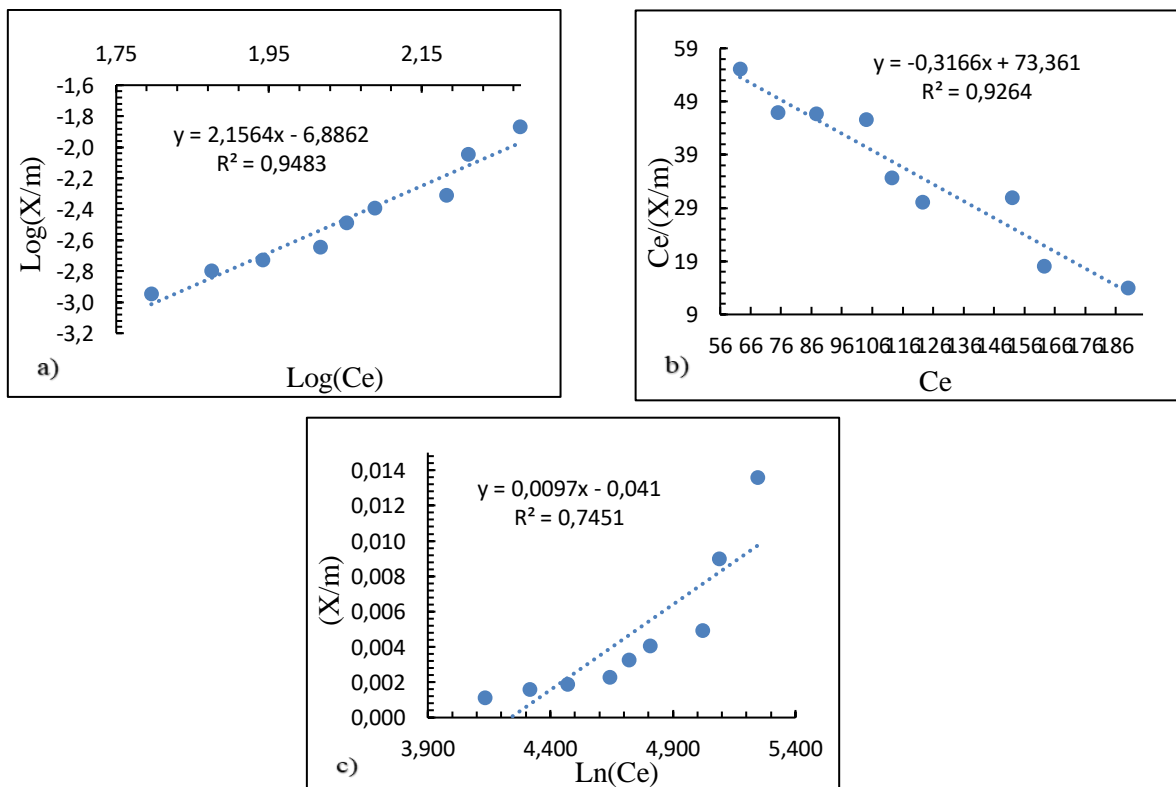 1,75 1,95 2,15
-1,6
-1,8
-2,0
-2,2
-2,4
-2,6
-2,8
-3,0
-3,2
Log(X/m)
y = 2,1564x - 6,8862
R² = 0,9483
a)
Log(Ce)
59
49
39
29
19
9
Ce/(X/m)
y = -0,3166x + 73,361
R² = 0,9264
56 66 76 86 96 106 116 126 136 146 156 166 176 186
b)
Ce
0,014
0,012
0,010
0,008
0,006
0,004
0,002
0,000
(X/m)
y = 0,0097x - 0,041
R² = 0,7451
3,900 4,400 4,900 5,400
c)
Ln(Ce)